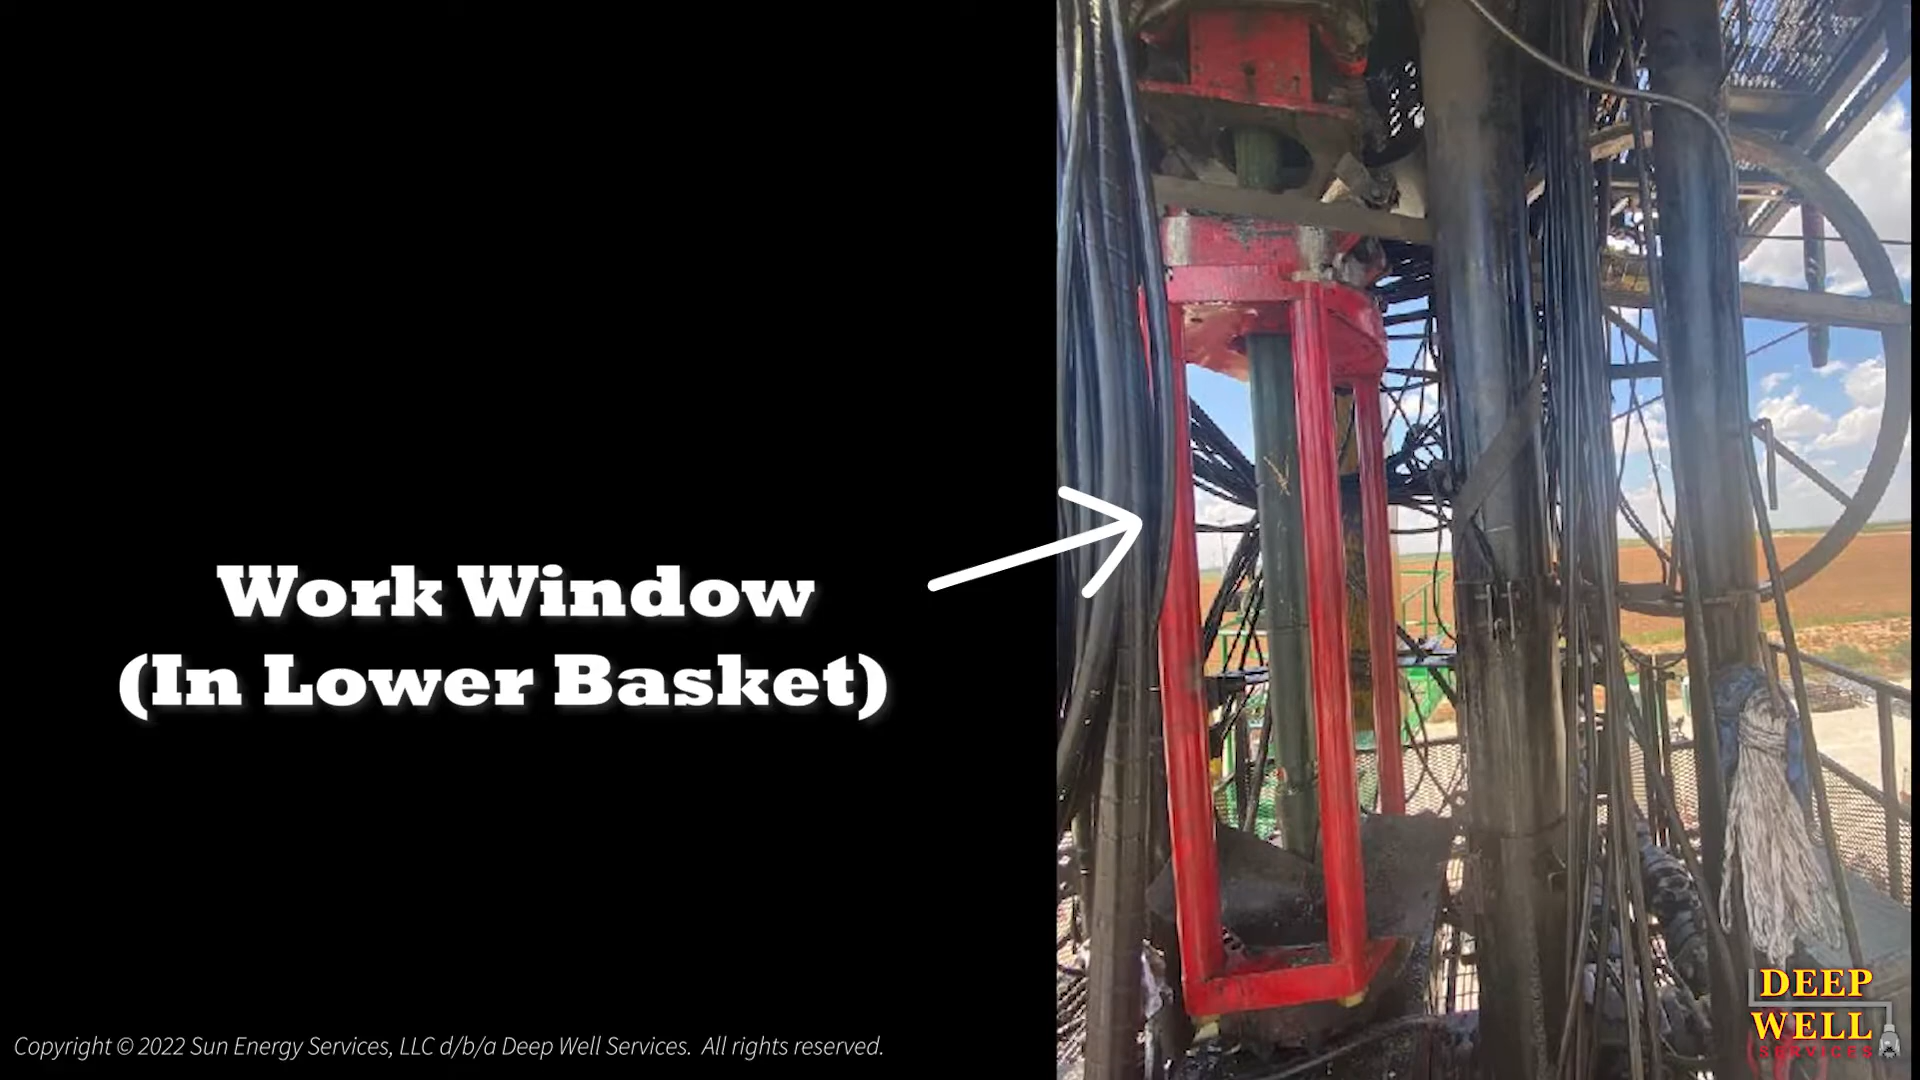 Work Window
(In Lower Basket)
Copyright © 2022 Sun Energy Services, LLC d/b/a Deep Well Services.  All rights reserved.
DEEP
WELL
SERVICES